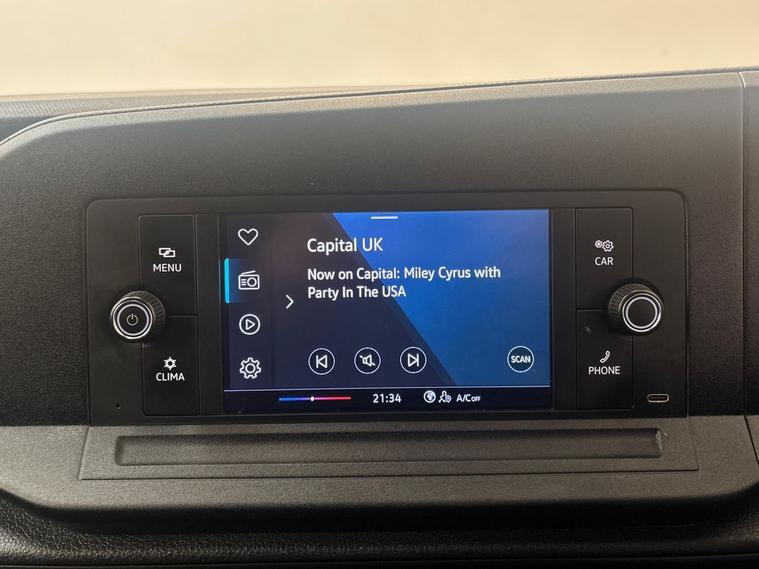 MENU
CLIMA
Capital UK
Now on Capital: Miley Cyrus with
Party In The USA
SCAN
21:34
A/C OFF
CAR
PHONE